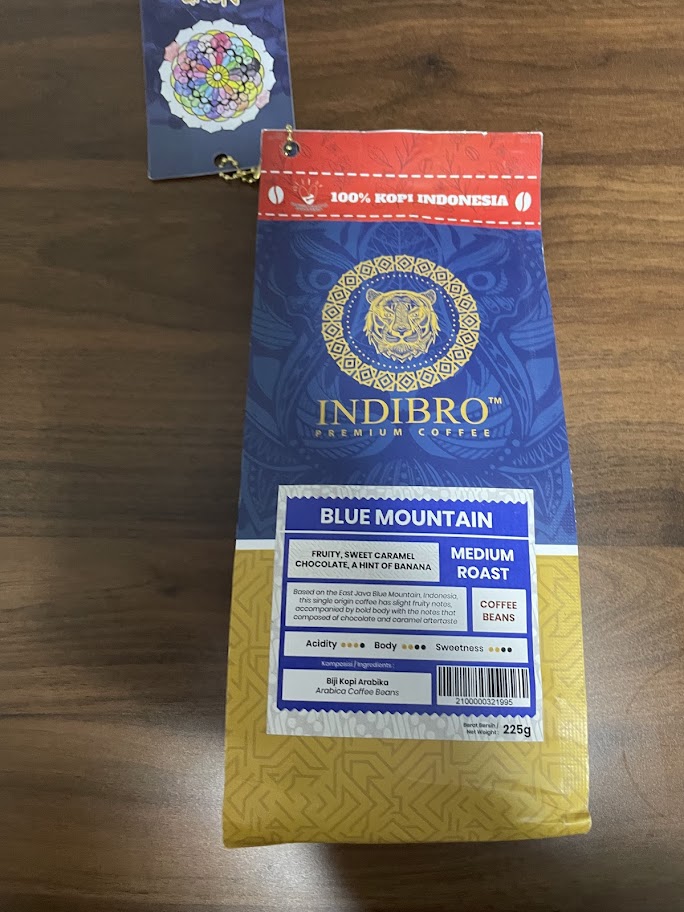 100% KOPI INDONESIA
INDIBRO™
PREMIUM COFFEE
BLUE MOUNTAIN
FRUITY, SWEET CARAMEL
CHOCOLATE, A HINT OF BANANA
MEDIUM
ROAST
Based on the East Java Blue Mountain, Indonesia,
this single origin coffee has slight fruity notes,
accompanied by bold body with the notes that
composed of chocolate and caramel aftertaste
COFFEE
BEANS
Acidity Body Sweetness
Komposisi / Ingredients :
Biji Kopi Arabika
Arabica Coffee Beans
2100000321995
Berat Bersih /
Net Weight : 225g